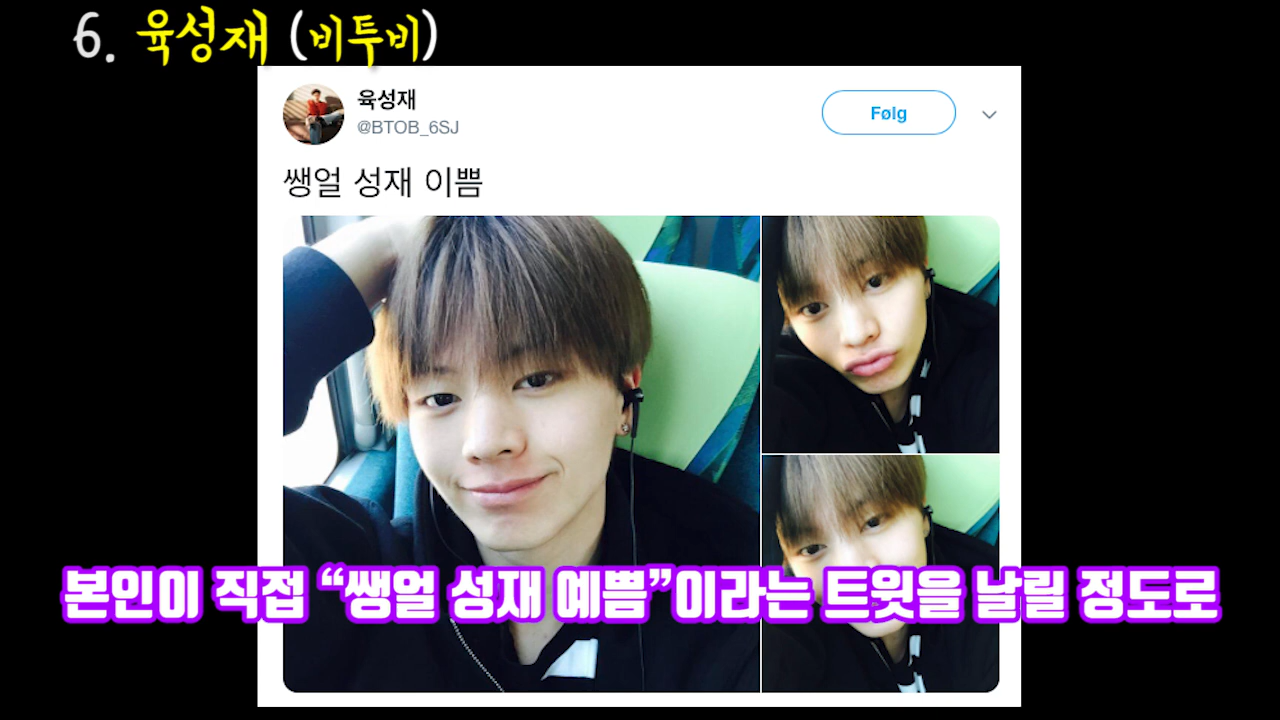 6. 육성재 (비투비)
육성재
@BTOB_6SJ
Følg
쌩얼 성재 이쁨
본인이 직접 “쌩얼 성재 예쁨”이라는 트윗을 날릴 정도로